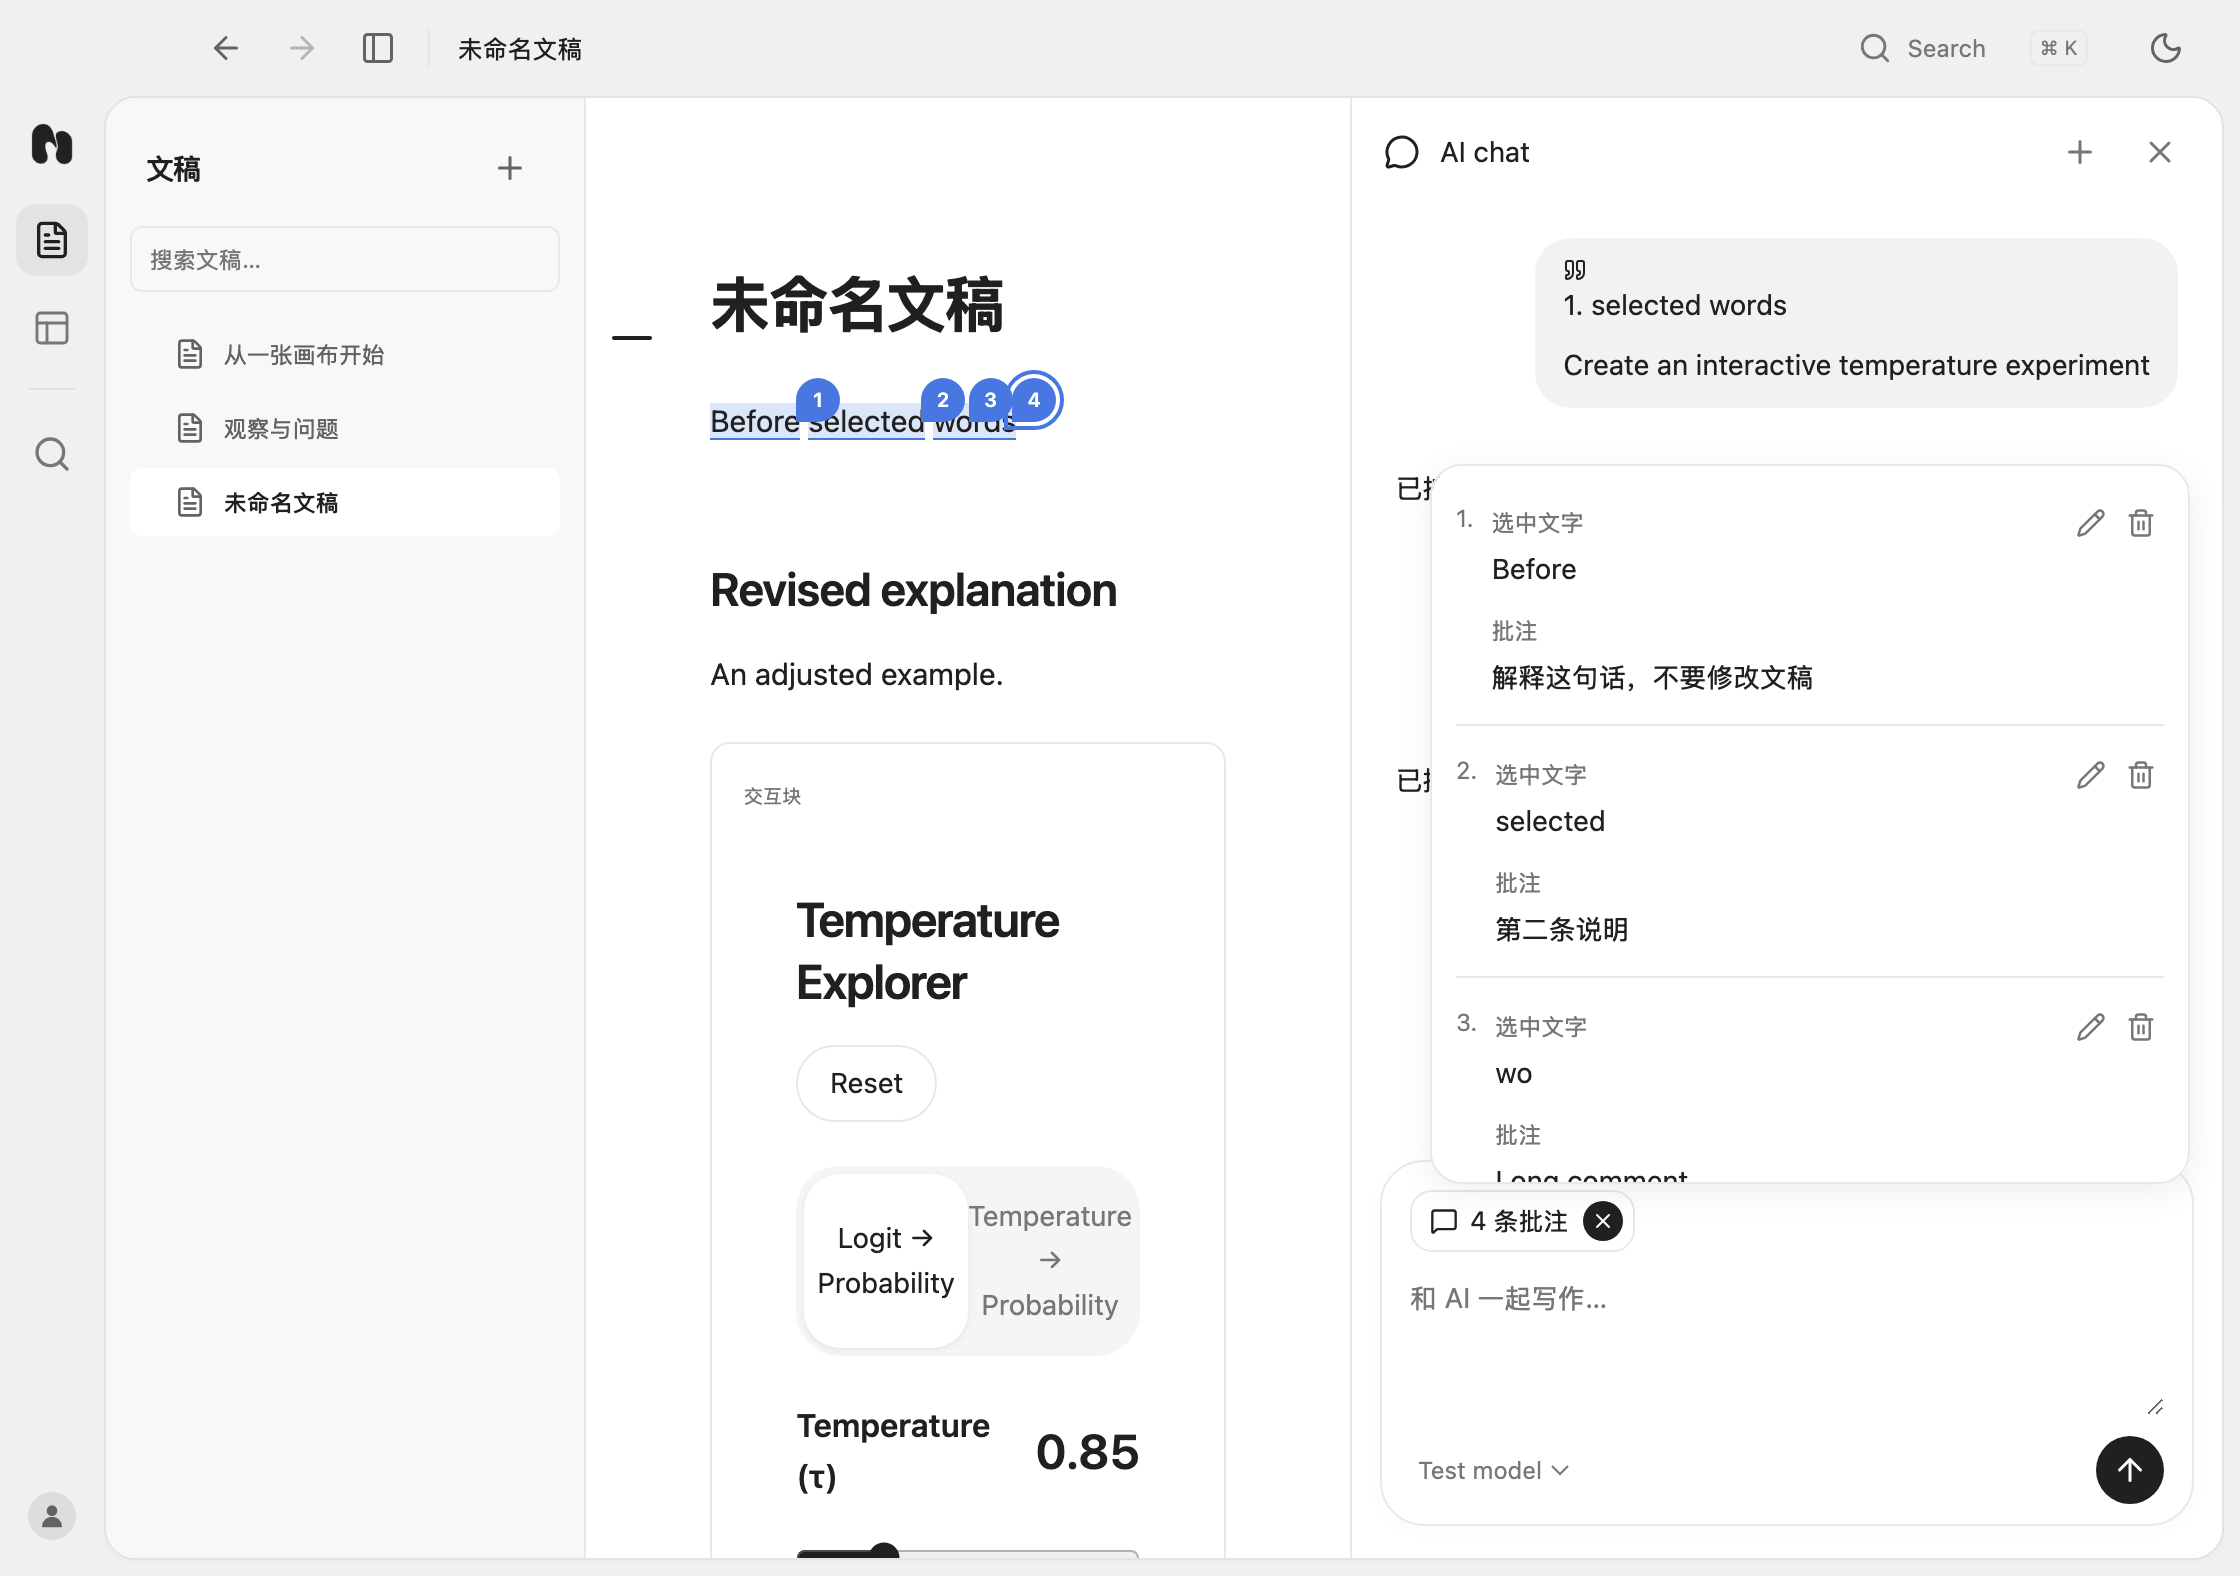 未命名文稿
Search
⌘ K
文稿
搜索文稿...
从一张画布开始
观察与问题
未命名文稿
未命名文稿
1
2
3
4
Before selected words
Revised explanation
An adjusted example.
交互块
Temperature
Explorer
Reset
Logit →
Probability
Temperature
→
Probability
Temperature
(τ)
0.85
AI chat
1. selected words
Create an interactive temperature experiment
已
已
1. 选中文字
Before
批注
解释这句话，不要修改文稿
2. 选中文字
selected
批注
第二条说明
3. 选中文字
wo
批注
Long comment
4 条批注
和 AI 一起写作...
Test model